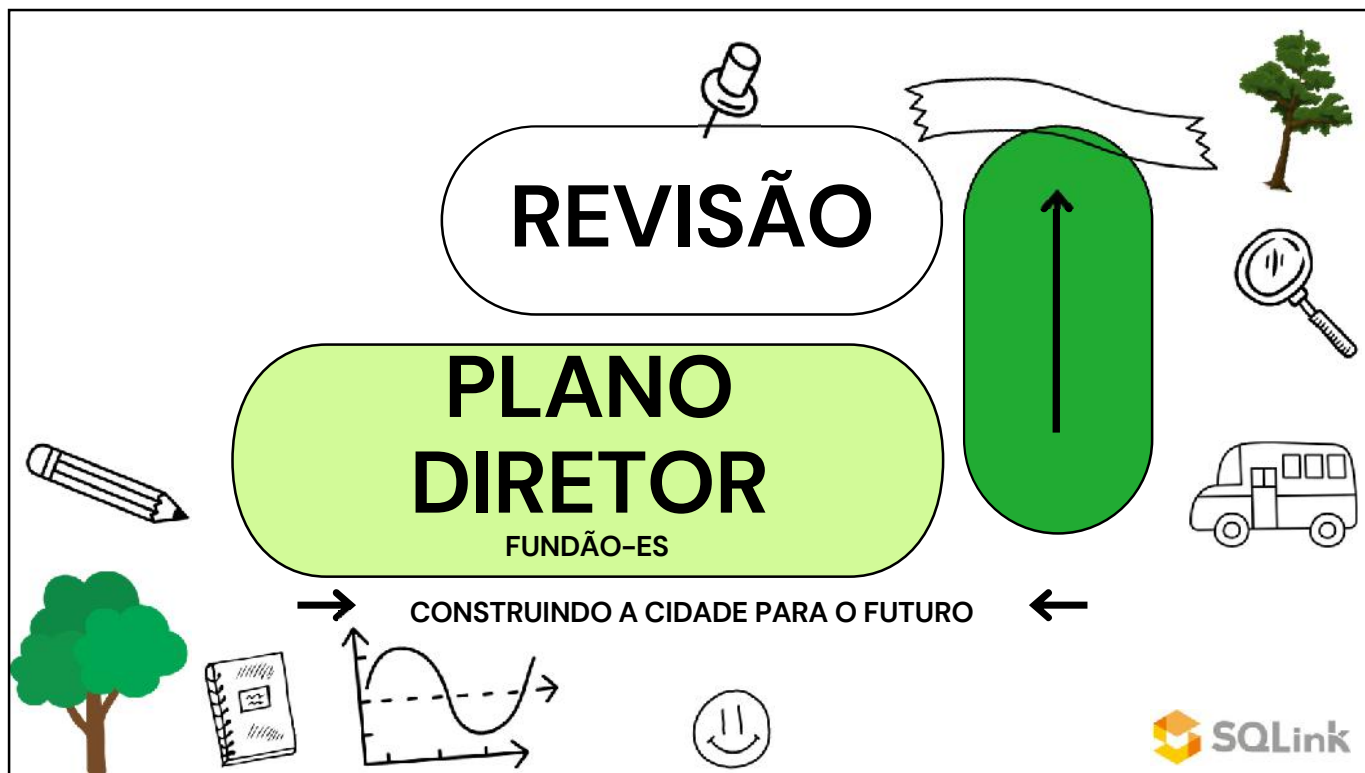 REVISÃO
PLANO
DIRETOR
FUNDÃO-ES
CONSTRUINDO A CIDADE PARA O FUTURO
SQLink